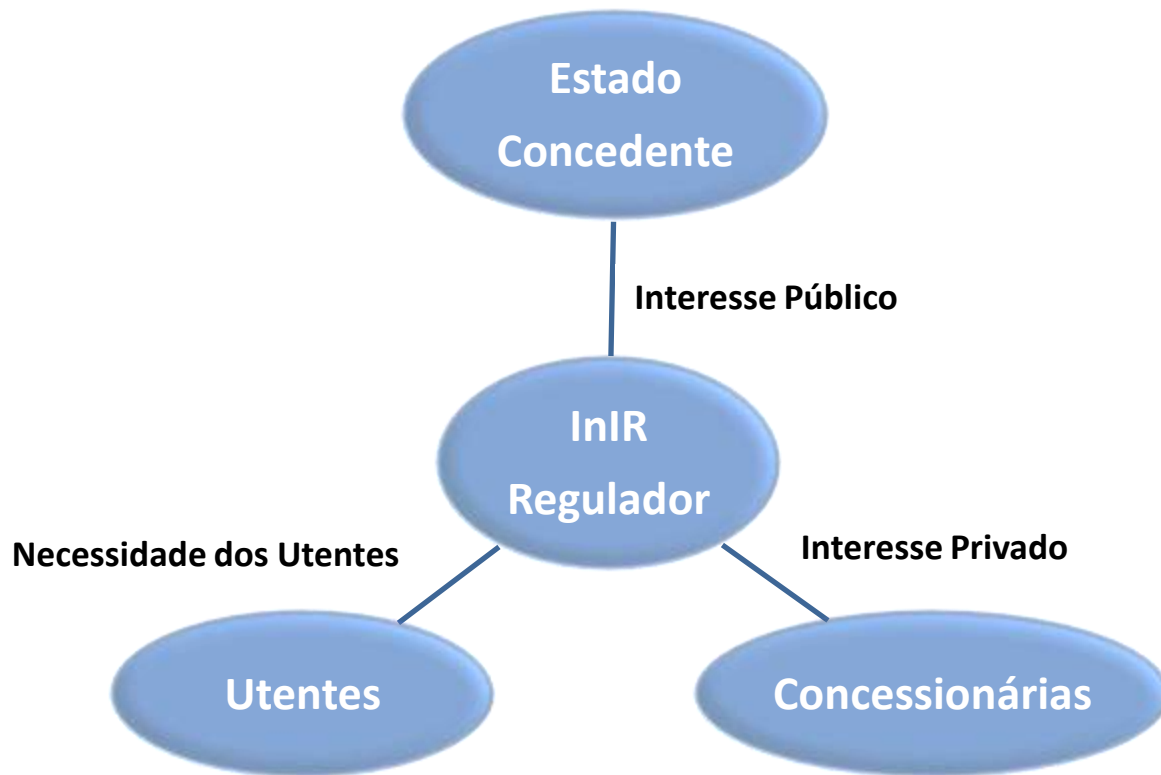 Estado
Concedente
Interesse Público
InIR
Regulador
Necessidade dos Utentes
Interesse Privado
Utentes
Concessionárias